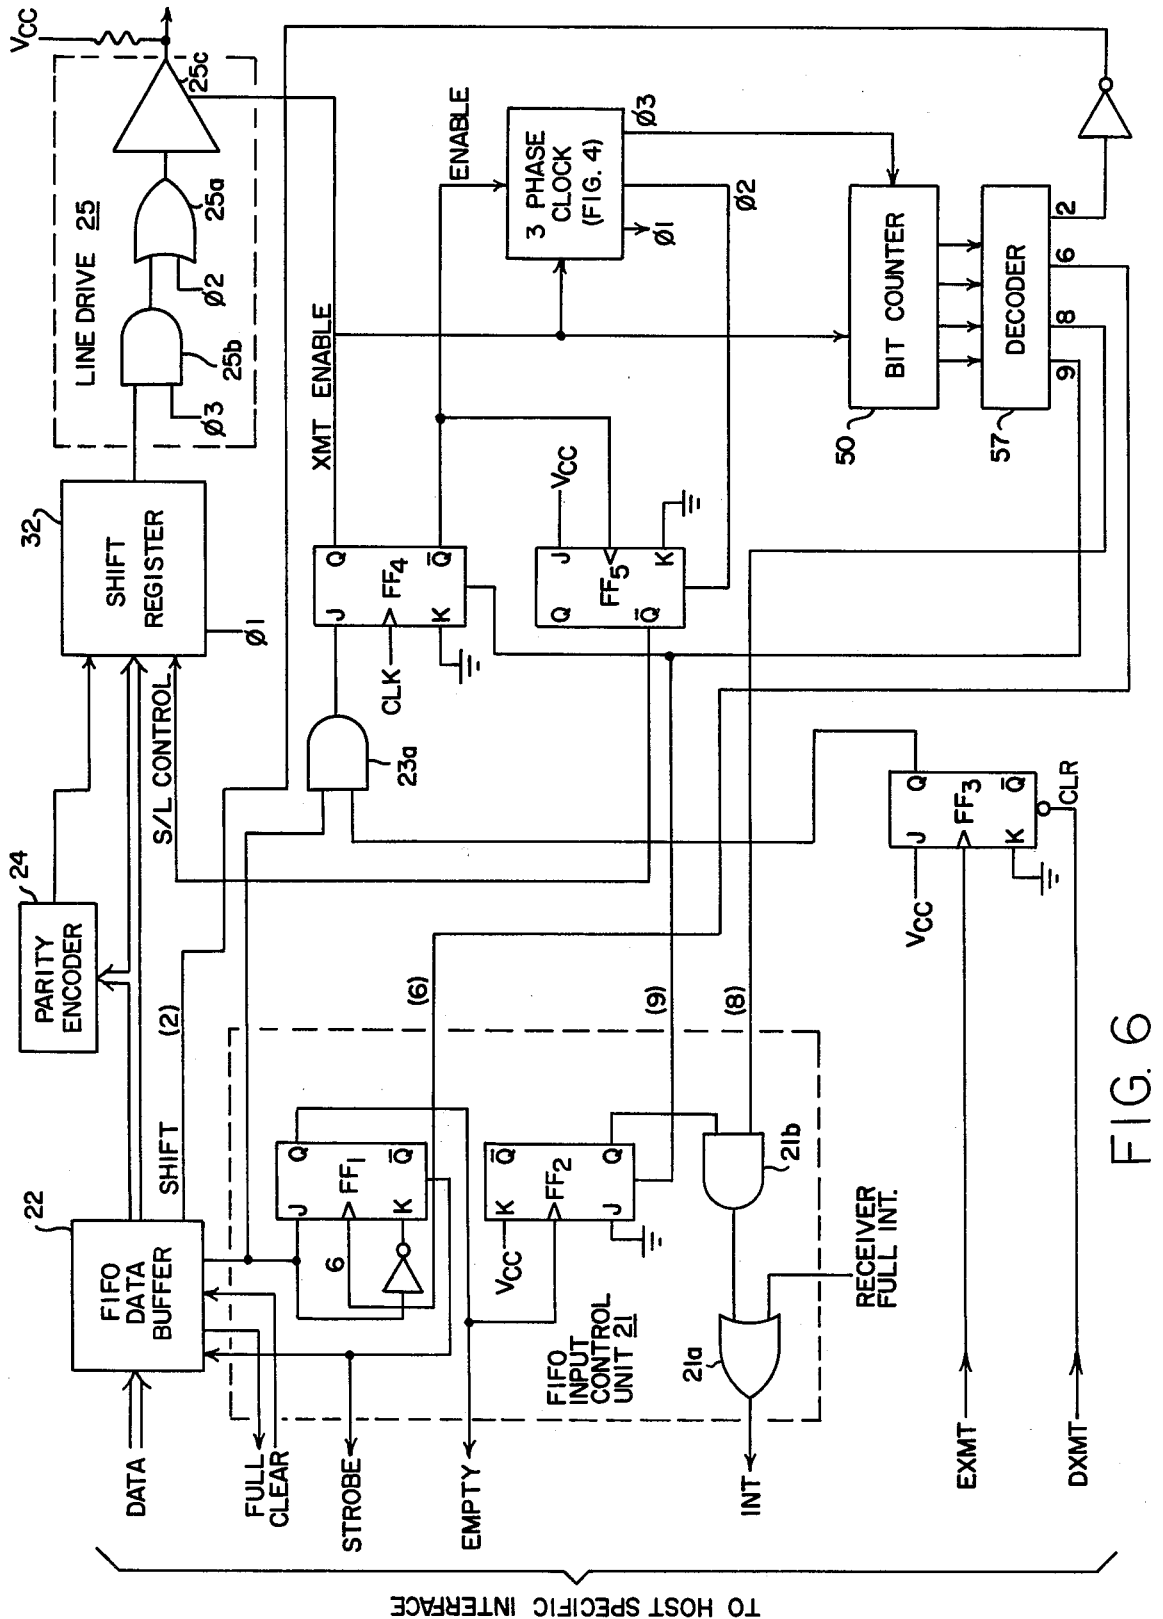 TO HOST SPECIFIC INTERFACE
DATA
FULL
CLEAR
STROBE
EMPTY
INT
EXMT
DXMT
22
FIFO
DATA
BUFFER
SHIFT
(2)
24
PARITY
ENCODER
S/L CONTROL
32
SHIFT
REGISTER
Ø1
LINE DRIVE 25
Ø3
25b
Ø2
25a
25c
VCC
J
Q
FF1
K
Q̅
6
(6)
K
Q̅
FF2
J
Q
VCC
(9)
(8)
FIFO
INPUT
CONTROL
UNIT 21
21a
21b
RECEIVER
FULL INT.
23a
CLK
J
Q
FF4
K
Q̅
XMT ENABLE
ENABLE
3 PHASE
CLOCK
(FIG. 4)
Ø1
Ø2
Ø3
Q
J
FF5
Q̅
K
VCC
VCC
J
Q
FF3
K
Q̅
CLR
50
BIT COUNTER
57
DECODER
9
8
6
2
FIG. 6